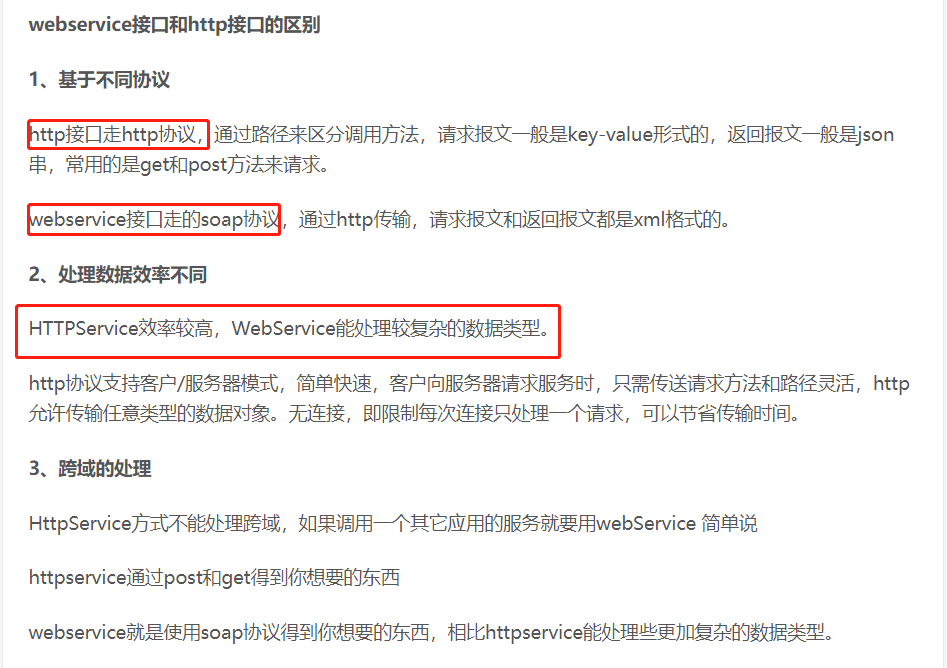 webservice接口和http接口的区别
1、基于不同协议
http接口走http协议，通过路径来区分调用方法，请求报文一般是key-value形式的，返回报文一般是json
串，常用的是get和post方法来请求。
webservice接口走的soap协议，通过http传输，请求报文和返回报文都是xml格式的。
2、处理数据效率不同
HTTPService效率较高，WebService能处理较复杂的数据类型。
http协议支持客户/服务器模式，简单快速，客户向服务器请求服务时，只需传送请求方法和路径灵活，http
允许传输任意类型的数据对象。无连接，即限制每次连接只处理一个请求，可以节省传输时间。
3、跨域的处理
HttpService方式不能处理跨域，如果调用一个其它应用的服务就要用webService 简单说
httpservice通过post和get得到你想要的东西
webservice就是使用soap协议得到你想要的东西，相比httpservice能处理些更加复杂的数据类型。